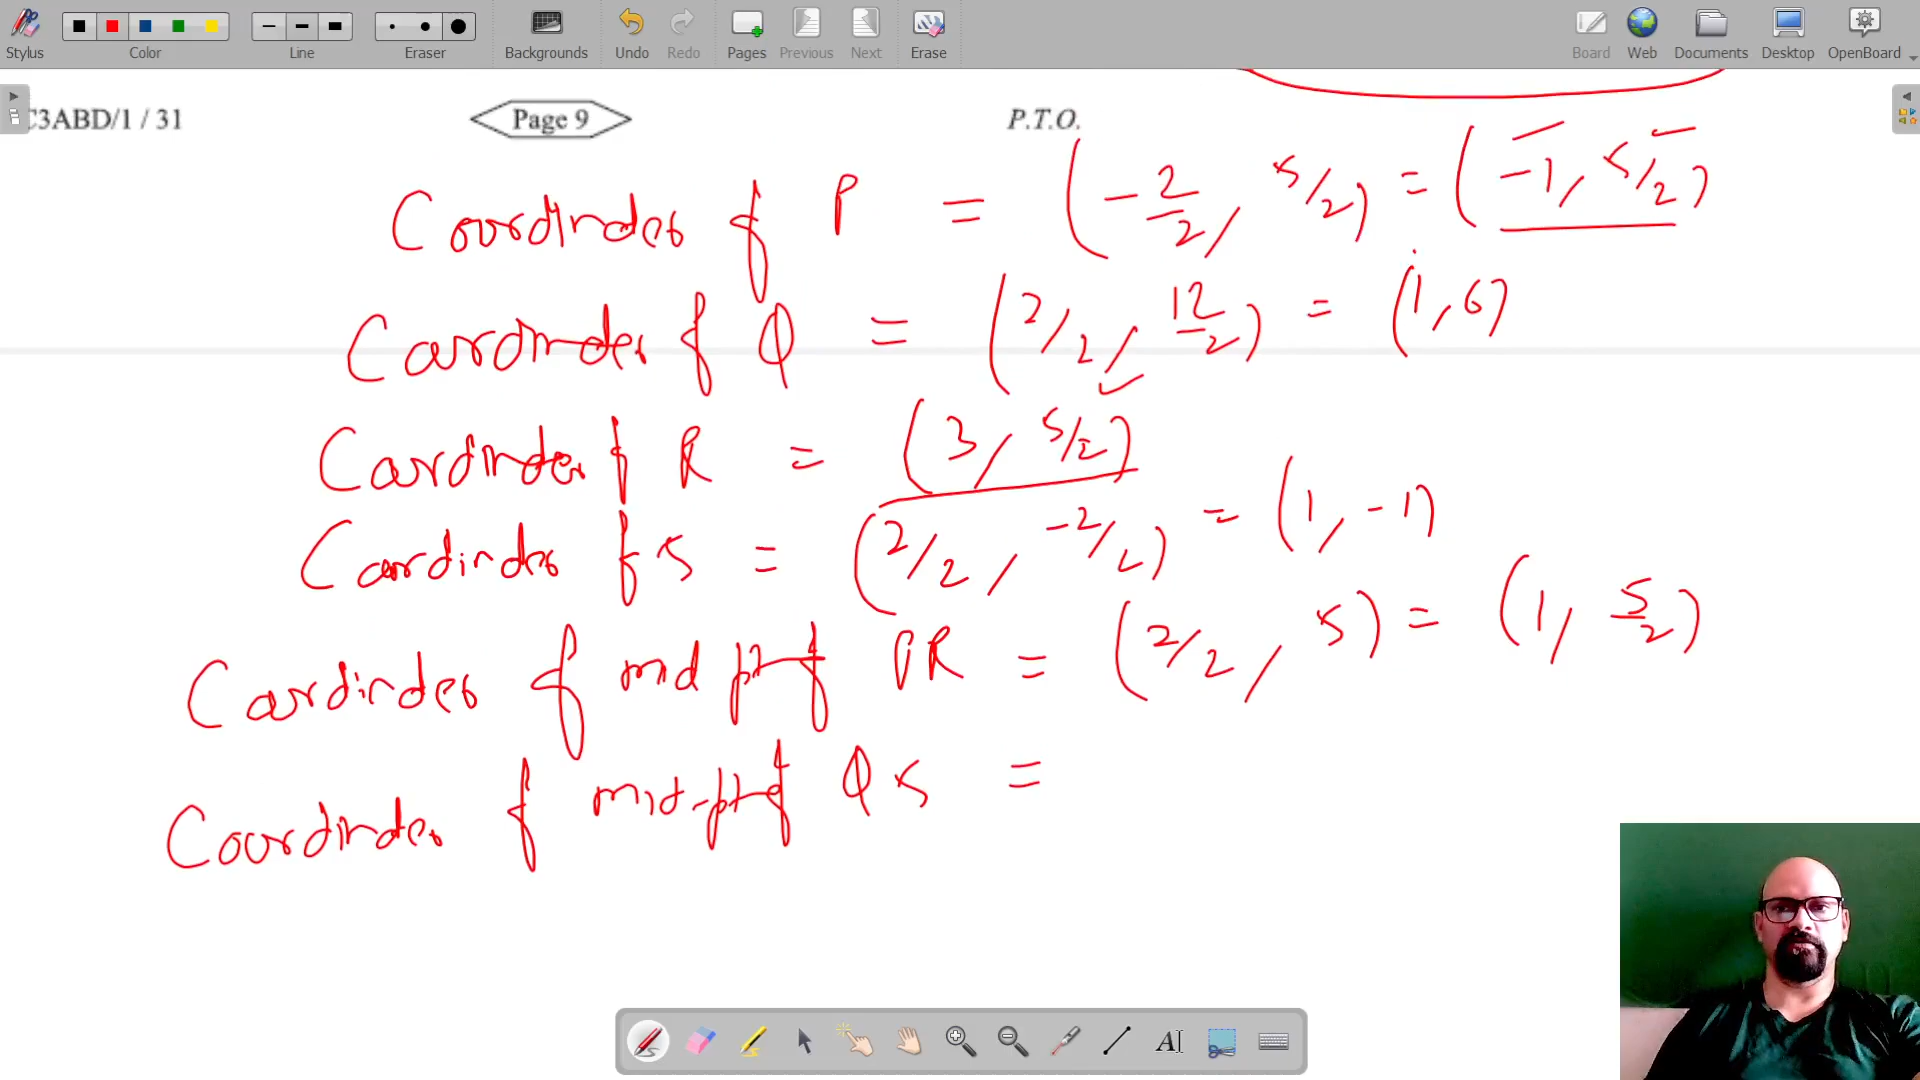 Stylus Color Line Eraser Backgrounds Undo Redo Pages Previous Next Erase Board Web Documents Desktop OpenBoard
C3ABD/1 / 31 Page 9 P.T.O.
Coordinates of P = (-2/2, 5/2) = (-1, 5/2)
Coordinates of Q = (2/2, 12/2) = (1, 6)
Coordinates of R = (3, 5/2)
Coordinates of S = (2/2, -2/2) = (1, -1)
Coordinates of mid pt of PR = (2/2, 5) = (1, 5/2)
Coordinates of mid-pt of QS =